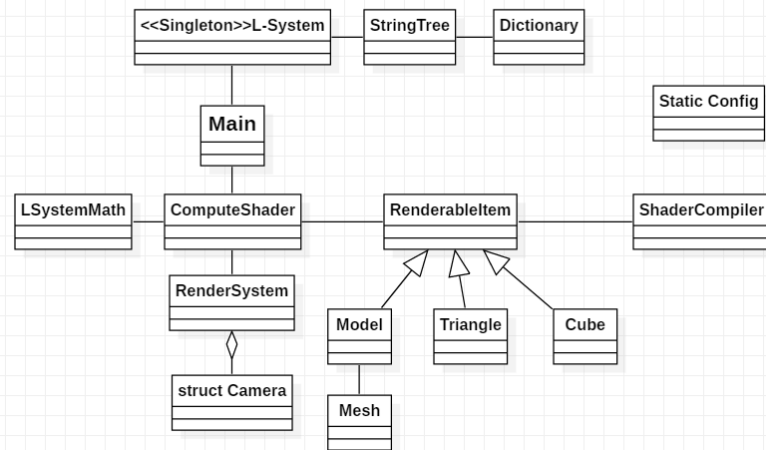 <<Singleton>>L-System
StringTree
Dictionary
Static Config
Main
LSystemMath
ComputeShader
RenderableItem
ShaderCompiler
RenderSystem
Model
Triangle
Cube
struct Camera
Mesh